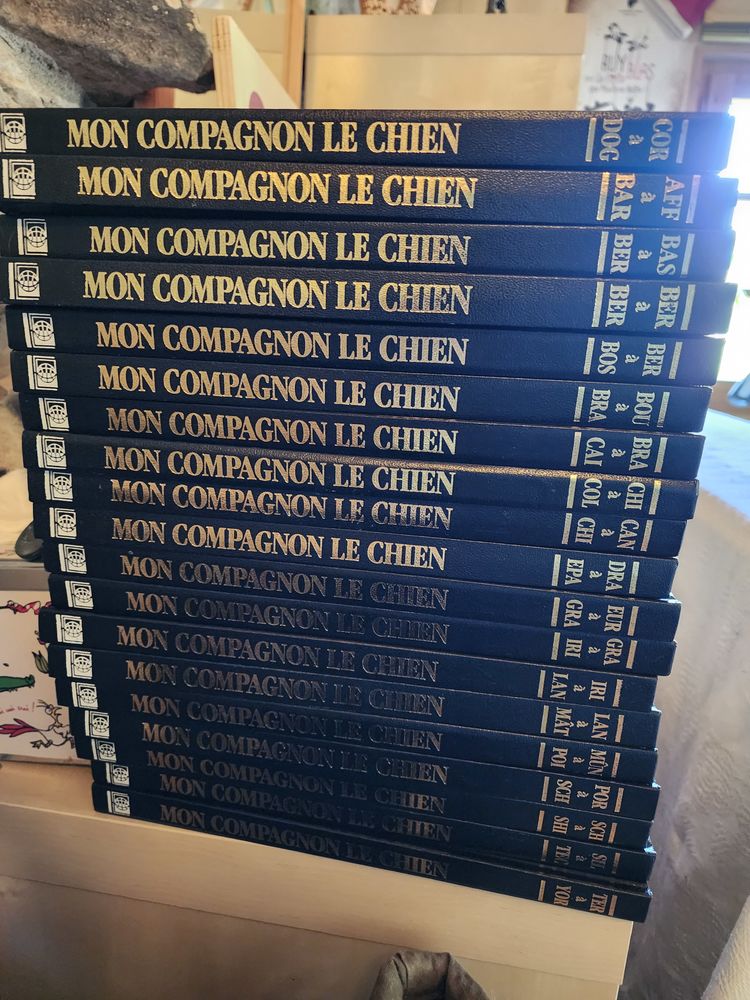 MON COMPAGNON LE CHIEN COR à DOG
MON COMPAGNON LE CHIEN AFF à BAR
MON COMPAGNON LE CHIEN BAS à BER
MON COMPAGNON LE CHIEN BER à BER
MON COMPAGNON LE CHIEN BER à BOS
MON COMPAGNON LE CHIEN BOU à BRA
MON COMPAGNON LE CHIEN BRA à CAI
MON COMPAGNON LE CHIEN CHI à COL
MON COMPAGNON LE CHIEN CAN à CHI
MON COMPAGNON LE CHIEN DRA à EPA
MON COMPAGNON LE CHIEN EUR à GRA
MON COMPAGNON LE CHIEN GRA à IRI
MON COMPAGNON LE CHIEN IRI à LAN
MON COMPAGNON LE CHIEN LAN à MÂT
MON COMPAGNON LE CHIEN MÜN à POI
MON COMPAGNON LE CHIEN POR à SCH
MON COMPAGNON LE CHIEN SCH à SHI
MON COMPAGNON LE CHIEN SIL à TEC
MON COMPAGNON LE CHIEN TER à YOR